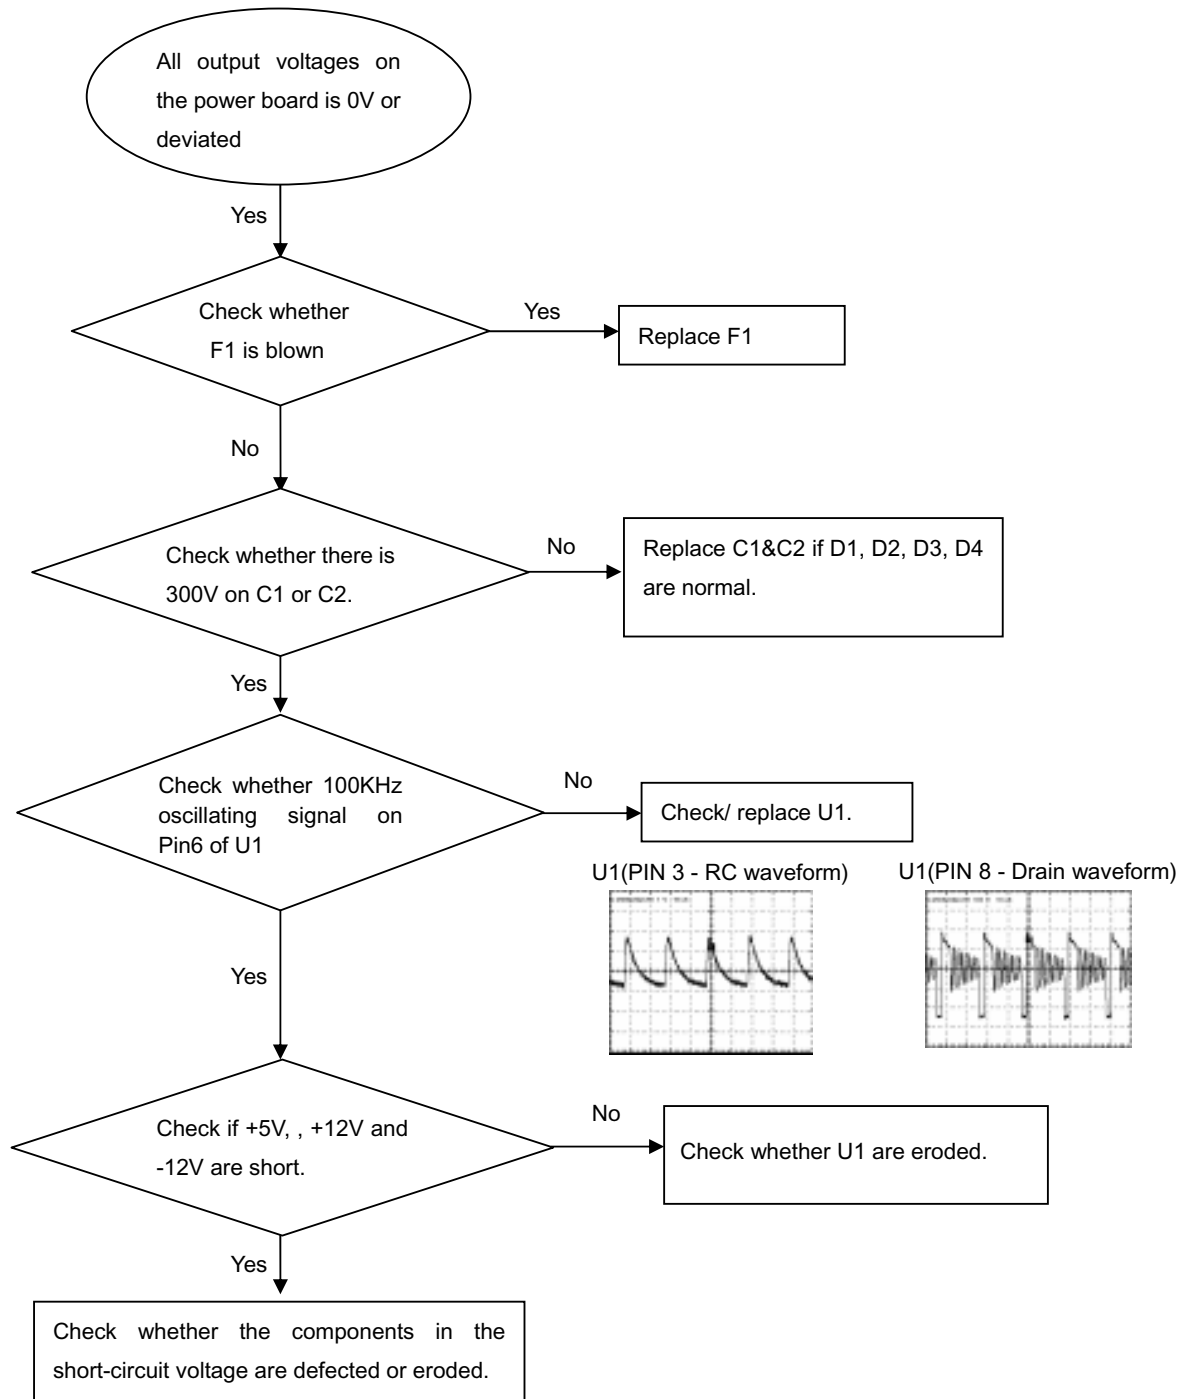 All output voltages on
the power board is 0V or
deviated
Yes
Check whether
F1 is blown
Yes
Replace F1
No
Check whether there is
300V on C1 or C2.
No
Replace C1&C2 if D1, D2, D3, D4
are normal.
Yes
Check whether 100KHz
oscillating signal on
Pin6 of U1
No
Check/ replace U1.
U1(PIN 3 - RC waveform)
U1(PIN 8 - Drain waveform)
Yes
Check if +5V, , +12V and
-12V are short.
No
Check whether U1 are eroded.
Yes
Check whether the components in the
short-circuit voltage are defected or eroded.